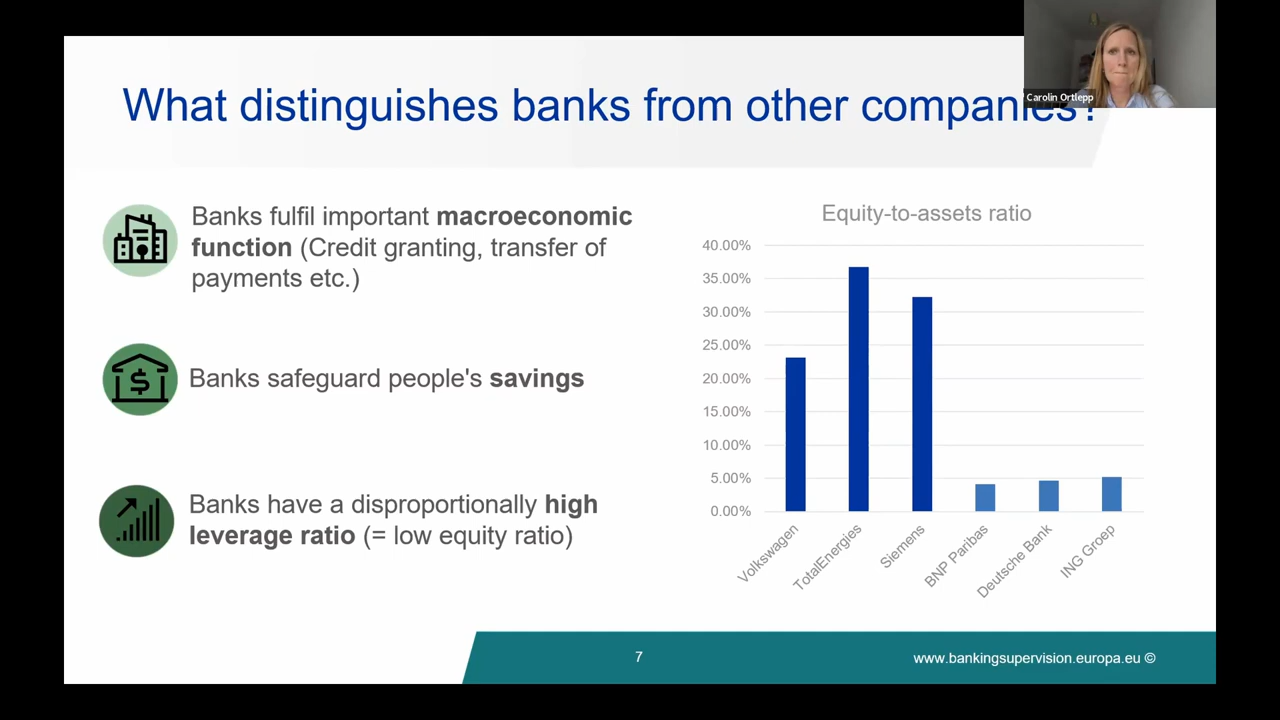 What distinguishes banks from other companies?
Carolin Ortlepp
Banks fulfil important macroeconomic
function (Credit granting, transfer of
payments etc.)
Banks safeguard people's savings
Banks have a disproportionally high
leverage ratio (= low equity ratio)
Equity-to-assets ratio
40.00%
35.00%
30.00%
25.00%
20.00%
15.00%
10.00%
5.00%
0.00%
Volkswagen
TotalEnergies
Siemens
BNP Paribas
Deutsche Bank
ING Groep
7
www.bankingsupervision.europa.eu ©